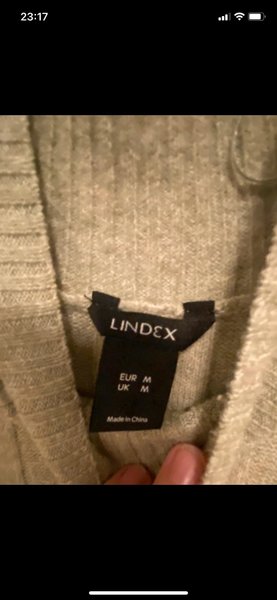 23:17
LINDEX
EUR M
UK M
Made in China